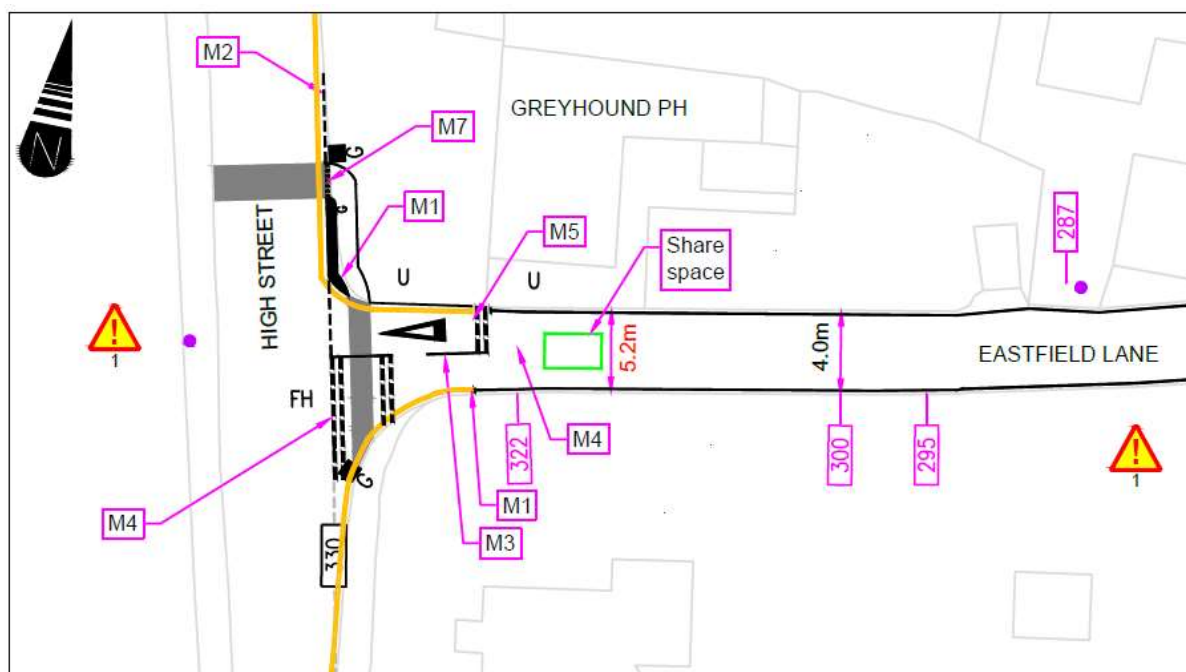 M2
N
GREYHOUND PH
M7
G
G
M1
287
M5
Share
space
HIGH STREET
U
U
1
5.2m
4.0m
EASTFIELD LANE
FH
M4
322
300
295
1
G
M1
M4
M3
330